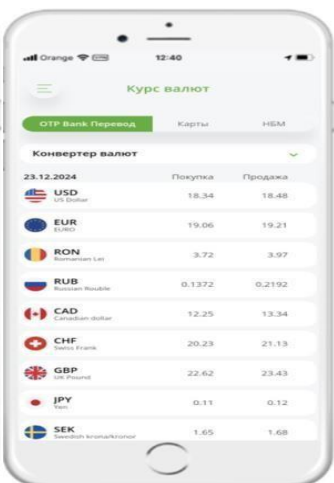 Orange 12:40
Курс валют
OTP Bank Перевод Карты НБМ
Конвертер валют
23.12.2024 Покупка Продажа
USD 18.34 18.48
US Dollar
EUR 19.06 19.21
EURO
RON 3.72 3.97
Romanian Lei
RUB 0.1372 0.2192
Russian Rouble
CAD 12.25 13.34
Canadian dollar
CHF 20.23 21.13
Swiss Frank
GBP 22.62 23.43
UK Pound
JPY 0.11 0.12
Yen
SEK 1.65 1.68
Swedish krona/kronor